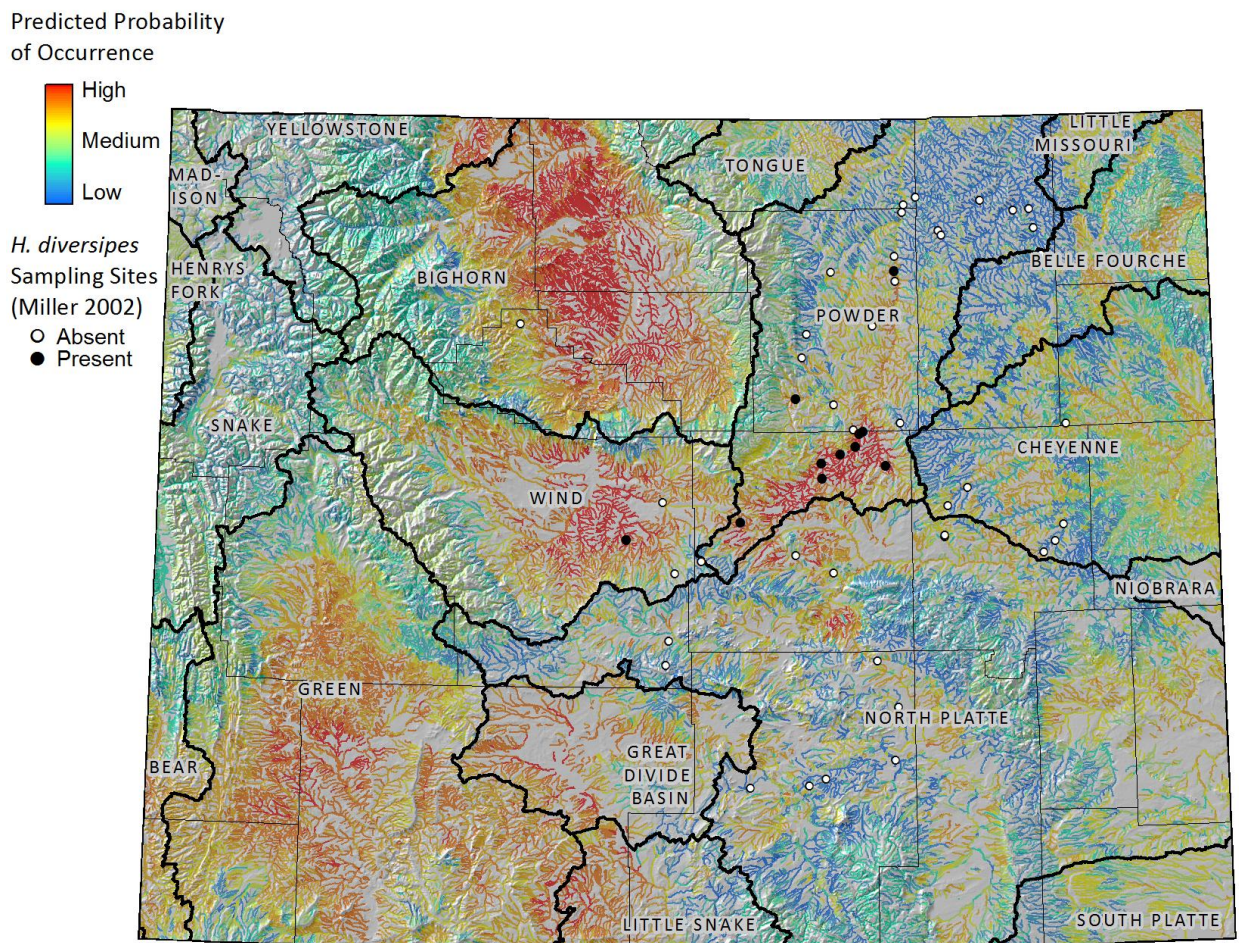 Predicted Probability
of Occurrence
High
Medium
Low
H. diversipes
Sampling Sites
(Miller 2002)
Absent
Present
YELLOWSTONE
MAD-
ISON
HENRYS
FORK
BIGHORN
TONGUE
LITTLE
MISSOURI
BELLE FOURCHE
POWDER
SNAKE
WIND
CHEYENNE
NIOBRARA
GREEN
BEAR
GREAT
DIVIDE
BASIN
NORTH PLATTE
LITTLE SNAKE
SOUTH PLATTE